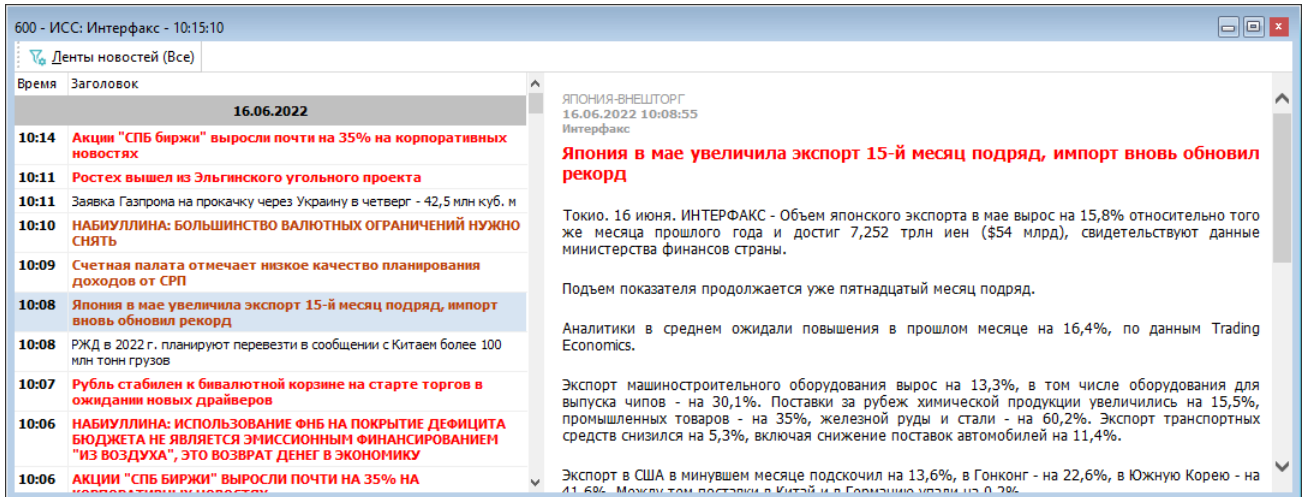 600 - ИСС: Интерфакс - 10:15:10
Ленты новостей (Все)
Время Заголовок
16.06.2022
10:14 Акции "СПБ биржи" выросли почти на 35% на корпоративных
новостях
10:11 Ростех вышел из Эльгинского угольного проекта
10:11 Заявка Газпрома на прокачку через Украину в четверг - 42,5 млн куб. м
10:10 НАБИУЛЛИНА: БОЛЬШИНСТВО ВАЛЮТНЫХ ОГРАНИЧЕНИЙ НУЖНО
СНЯТЬ
10:09 Счетная палата отмечает низкое качество планирования
доходов от СРП
10:08 Япония в мае увеличила экспорт 15-й месяц подряд, импорт
вновь обновил рекорд
10:08 РЖД в 2022 г. планируют перевезти в сообщении с Китаем более 100
млн тонн грузов
10:07 Рубль стабилен к бивалютной корзине на старте торгов в
ожидании новых драйверов
10:06 НАБИУЛЛИНА: ИСПОЛЬЗОВАНИЕ ФНБ НА ПОКРЫТИЕ ДЕФИЦИТА
БЮДЖЕТА НЕ ЯВЛЯЕТСЯ ЭМИССИОННЫМ ФИНАНСИРОВАНИЕМ
"ИЗ ВОЗДУХА", ЭТО ВОЗВРАТ ДЕНЕГ В ЭКОНОМИКУ
10:06 АКЦИИ "СПБ БИРЖИ" ВЫРОСЛИ ПОЧТИ НА 35% НА
КОРПОРАТИВНЫХ НОВОСТЯХ
ЯПОНИЯ-ВНЕШТОРГ
16.06.2022 10:08:55
Интерфакс
Япония в мае увеличила экспорт 15-й месяц подряд, импорт вновь обновил
рекорд
Токио. 16 июня. ИНТЕРФАКС - Объем японского экспорта в мае вырос на 15,8% относительно того
же месяца прошлого года и достиг 7,252 трлн иен ($54 млрд), свидетельствуют данные
министерства финансов страны.
Подъем показателя продолжается уже пятнадцатый месяц подряд.
Аналитики в среднем ожидали повышения в прошлом месяце на 16,4%, по данным Trading
Economics.
Экспорт машиностроительного оборудования вырос на 13,3%, в том числе оборудования для
выпуска чипов - на 30,1%. Поставки за рубеж химической продукции увеличились на 15,5%,
промышленных товаров - на 35%, железной руды и стали - на 60,2%. Экспорт транспортных
средств снизился на 5,3%, включая снижение поставок автомобилей на 11,4%.
Экспорт в США в минувшем месяце подскочил на 13,6%, в Гонконг - на 22,6%, в Южную Корею - на
41,6%. Между тем поставки в Китай и в Германию упали на 0,2%.